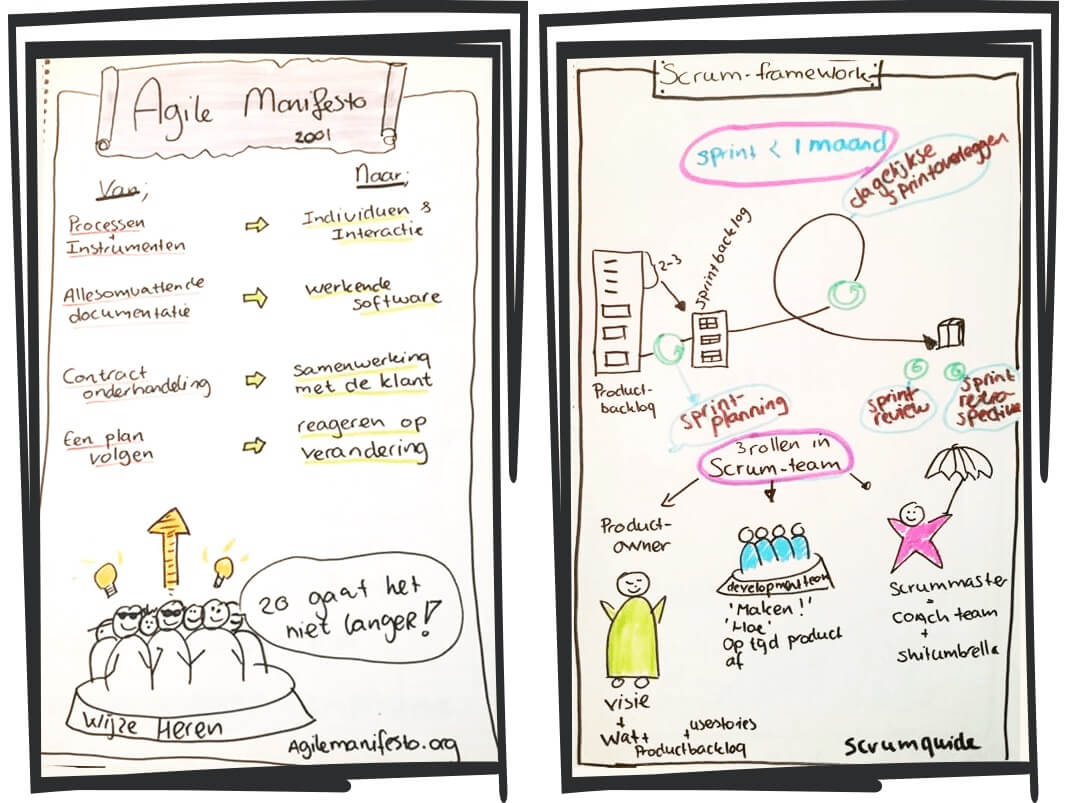 Agile Manifesto
2001
Van;
Naar;
Processen
+
Instrumenten
Individuen &
Interactie
Allesomvattende
documentatie
werkende
software
Contract
onderhandeling
samenwerking
met de klant
Een plan
volgen
reageren op
verandering
zo gaat het
niet langer!
Wijze Heren
Agilemanifesto.org
Scrum-framework
sprint < 1 maand
dagelijkse
sprintoverleggen
2-3
sprintbacklog
Product-
backlog
sprint-
planning
sprint
review
sprint
retro-
spective
3 rollen in
Scrum-team
Product-
owner
visie
+
Wat +
Productbacklog
+
usestories
developmentteam
'Maken!'
'Hoe'
Op tijd product
af
Scrummaster
=
coach team
+
shitumbrella
Scrumguide